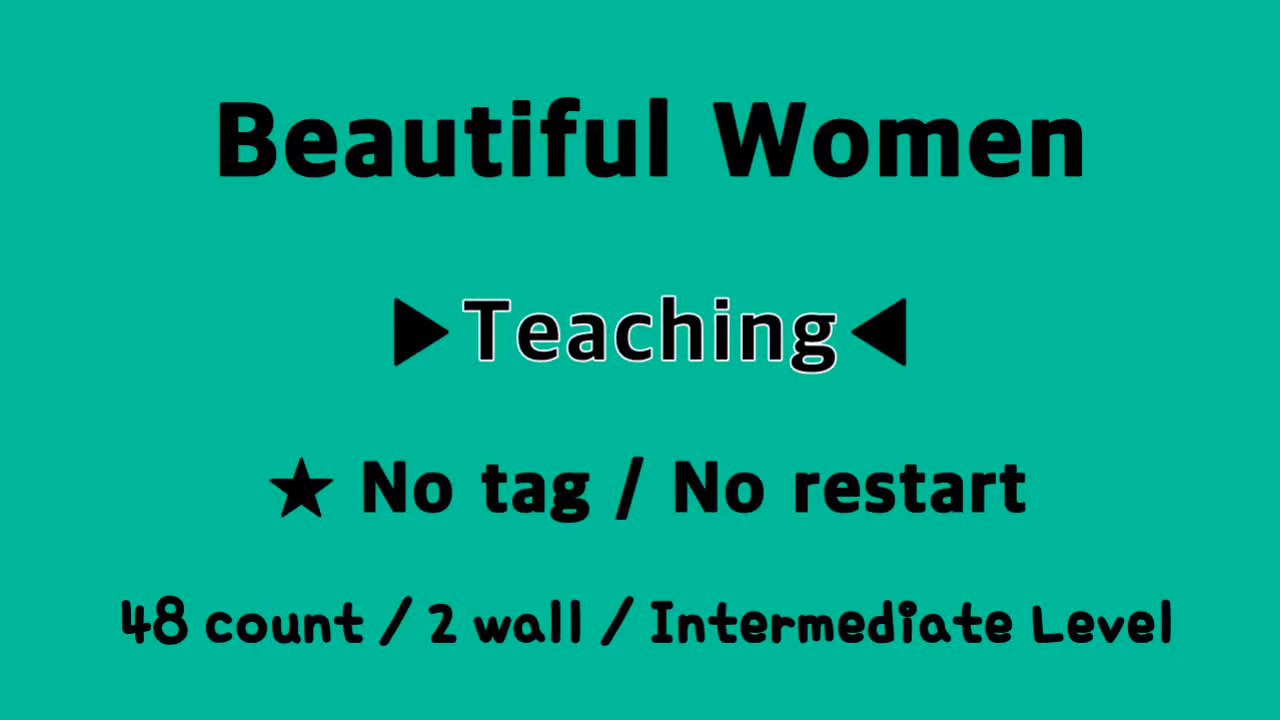 Beautiful Women
▶Teaching◀
★ No tag / No restart
48 count / 2 wall / Intermediate Level